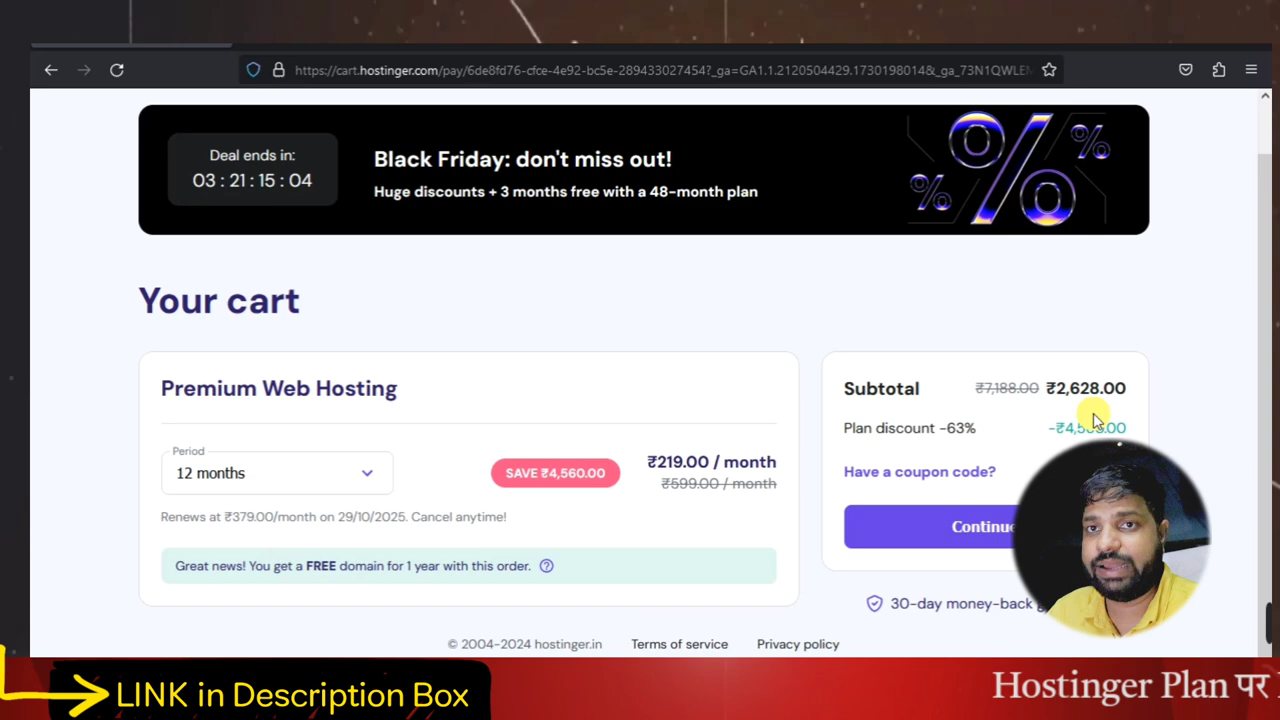 https://cart.hostinger.com/pay/6de8fd76-cfce-4e92-bc5e-289433027454?_ga=GA1.1.2120504429.1730198014&_ga_73N1QWLEM
Deal ends in:
03 : 21 : 15 : 04
Black Friday: don't miss out!
Huge discounts + 3 months free with a 48-month plan
% % %
Your cart
Premium Web Hosting
Period
12 months
SAVE ₹4,560.00
₹219.00 / month
₹599.00 / month
Renews at ₹379.00/month on 29/10/2025. Cancel anytime!
Great news! You get a FREE domain for 1 year with this order.
Subtotal ₹7,188.00 ₹2,628.00
Plan discount -63%
Have a coupon code?
Continue
30-day money-back
© 2004-2024 hostinger.in Terms of service Privacy policy
LINK in Description Box
Hostinger Plan पर